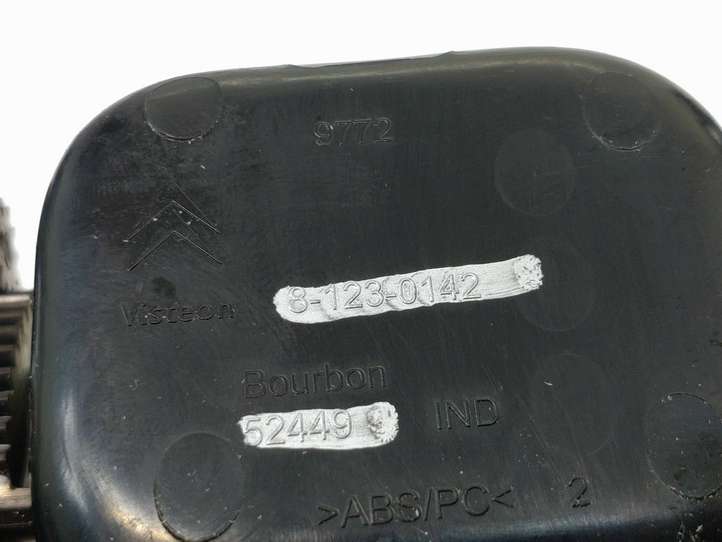 9772
Visteon 8-123-0142
Bourbon
52449 IND
>ABS/PC< 2